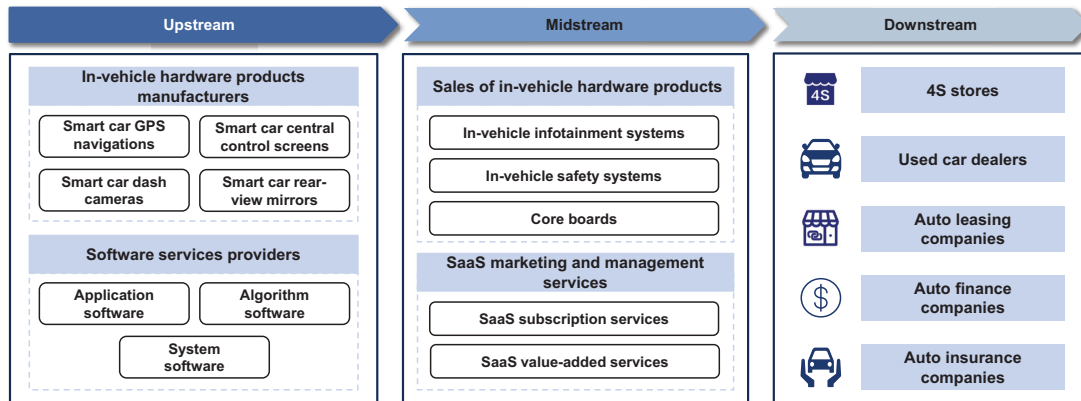 Upstream
Midstream
Downstream
In-vehicle hardware products
manufacturers
Smart car GPS
navigations
Smart car central
control screens
Smart car dash
cameras
Smart car rear-
view mirrors
Software services providers
Application
software
Algorithm
software
System
software
Sales of in-vehicle hardware products
In-vehicle infotainment systems
In-vehicle safety systems
Core boards
SaaS marketing and management
services
SaaS subscription services
SaaS value-added services
4S
4S stores
Used car dealers
Auto leasing
companies
$
Auto finance
companies
Auto insurance
companies